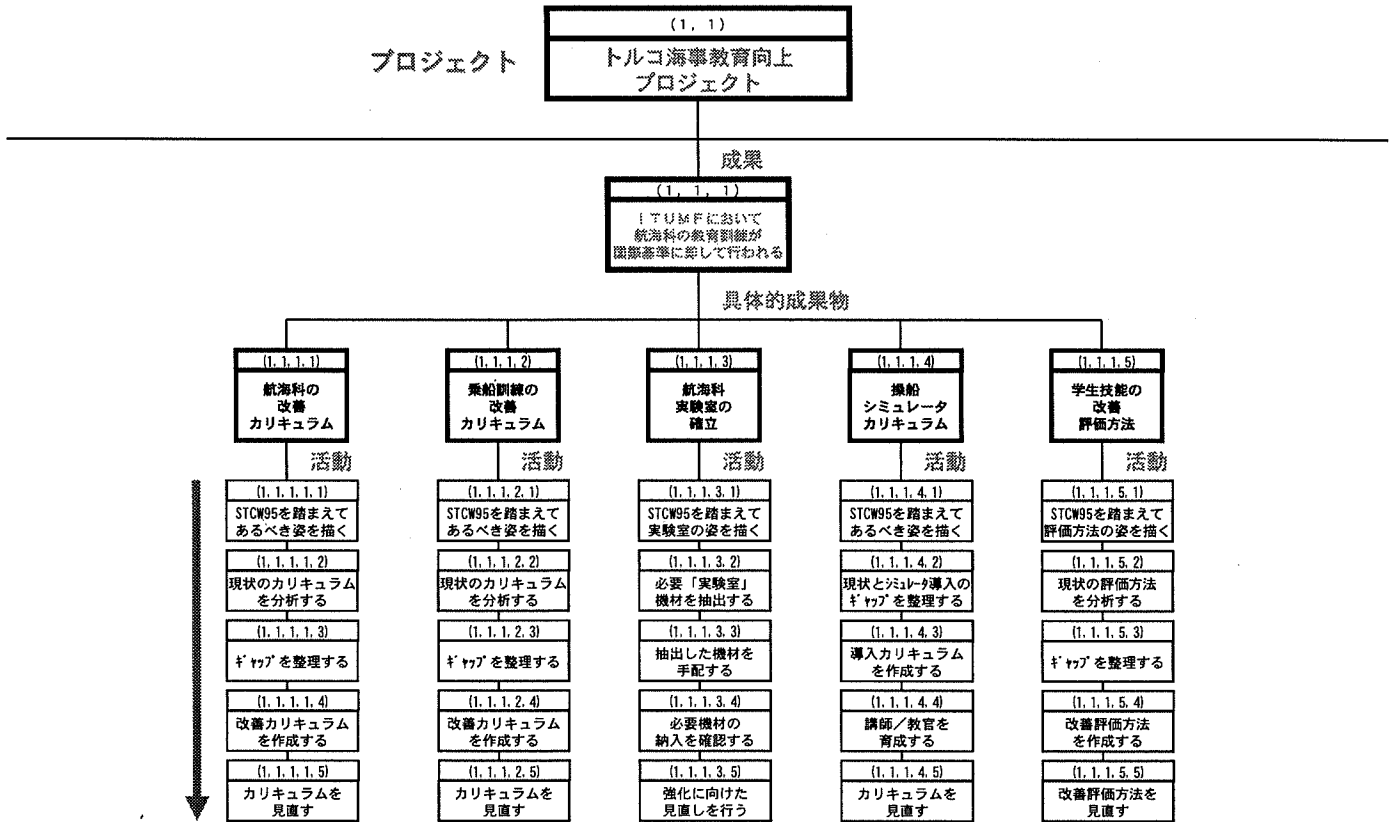 (1, 1)
プロジェクト
トルコ海事教育向上
プロジェクト
成果
(1, 1, 1)
ITUMFにおいて
航海科の教育訓練が
国際基準に即して行われる
具体的成果物
(1, 1, 1, 1)
航海科の
改善
カリキュラム
(1, 1, 1, 2)
乗船訓練の
改善
カリキュラム
(1, 1, 1, 3)
航海科
実験室の
確立
(1, 1, 1, 4)
操船
シミュレータ
カリキュラム
(1, 1, 1, 5)
学生技能の
改善
評価方法
活動
(1, 1, 1, 1, 1)
STCW95を踏まえて
あるべき姿を描く
(1, 1, 1, 1, 2)
現状のカリキュラム
を分析する
(1, 1, 1, 1, 3)
ギャップを整理する
(1, 1, 1, 1, 4)
改善カリキュラム
を作成する
(1, 1, 1, 1, 5)
カリキュラムを
見直す
活動
(1, 1, 1, 2, 1)
STCW95を踏まえて
あるべき姿を描く
(1, 1, 1, 2, 2)
現状のカリキュラム
を分析する
(1, 1, 1, 2, 3)
ギャップを整理する
(1, 1, 1, 2, 4)
改善カリキュラム
を作成する
(1, 1, 1, 2, 5)
カリキュラムを
見直す
活動
(1, 1, 1, 3, 1)
STCW95を踏まえて
実験室の姿を描く
(1, 1, 1, 3, 2)
必要「実験室」
機材を抽出する
(1, 1, 1, 3, 3)
抽出した機材を
手配する
(1, 1, 1, 3, 4)
必要機材の
納入を確認する
(1, 1, 1, 3, 5)
強化に向けた
見直しを行う
活動
(1, 1, 1, 4, 1)
STCW95を踏まえて
あるべき姿を描く
(1, 1, 1, 4, 2)
現状とシミュレータ導入の
ギャップを整理する
(1, 1, 1, 4, 3)
導入カリキュラム
を作成する
(1, 1, 1, 4, 4)
講師／教官を
育成する
(1, 1, 1, 4, 5)
カリキュラムを
見直す
活動
(1, 1, 1, 5, 1)
STCW95を踏まえて
評価方法の姿を描く
(1, 1, 1, 5, 2)
現状の評価方法
を分析する
(1, 1, 1, 5, 3)
ギャップを整理する
(1, 1, 1, 5, 4)
改善評価方法
を作成する
(1, 1, 1, 5, 5)
改善評価方法を
見直す